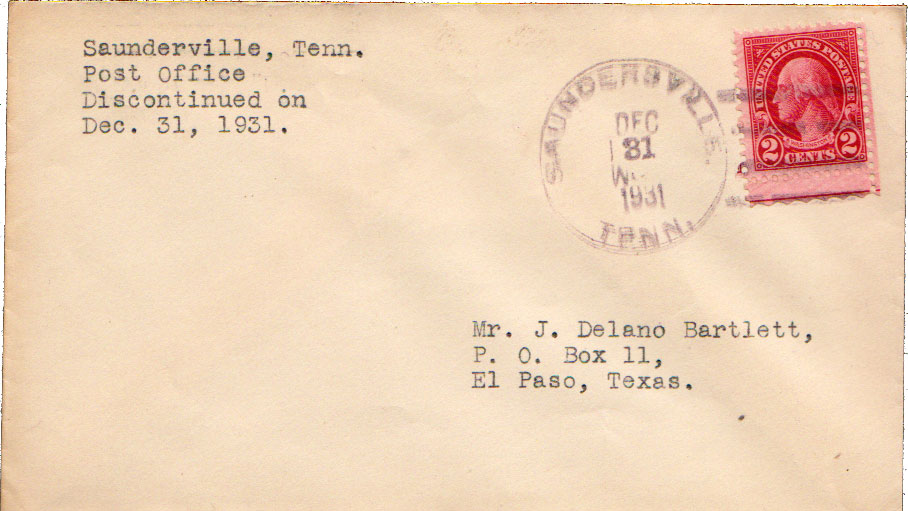 Saunderville, Tenn.
Post Office
Discontinued on
Dec. 31, 1931.
SAUNDERSVILLE.
DEC
31
1931
TENN.
UNITED STATES POSTAGE
WASHINGTON
2 CENTS 2
Mr. J. Delano Bartlett,
P. O. Box 11,
El Paso, Texas.